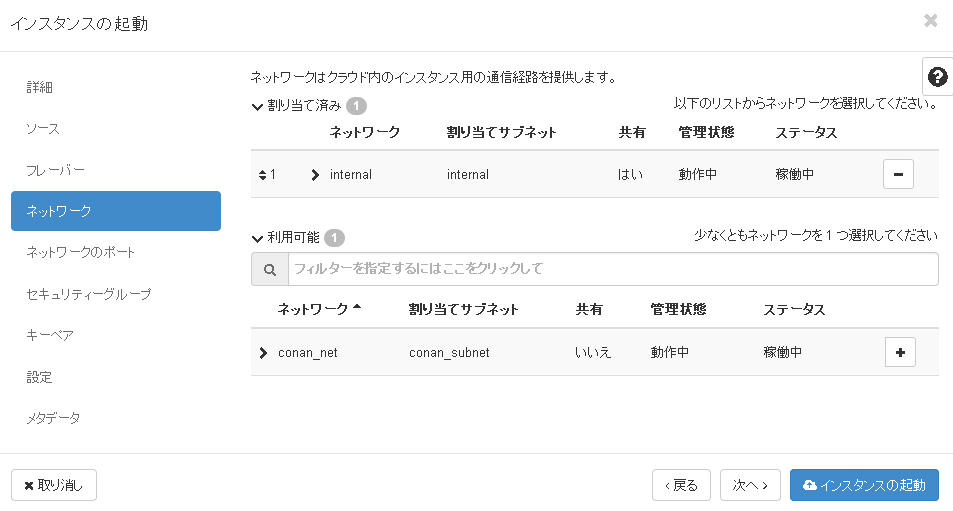 インスタンスの起動
×
詳細
ソース
フレーバー
ネットワーク
ネットワークのポート
セキュリティーグループ
キーペア
設定
メタデータ
ネットワークはクラウド内のインスタンス用の通信経路を提供します。
割り当て済み 1 以下のリストからネットワークを選択してください。
ネットワーク 割り当てサブネット 共有 管理状態 ステータス
1 internal internal はい 動作中 稼働中
利用可能 1 少なくともネットワークを1つ選択してください
フィルターを指定するにはここをクリックして
ネットワーク 割り当てサブネット 共有 管理状態 ステータス
conan_net conan_subnet いいえ 動作中 稼働中
×取り消し ‹戻る 次へ› インスタンスの起動